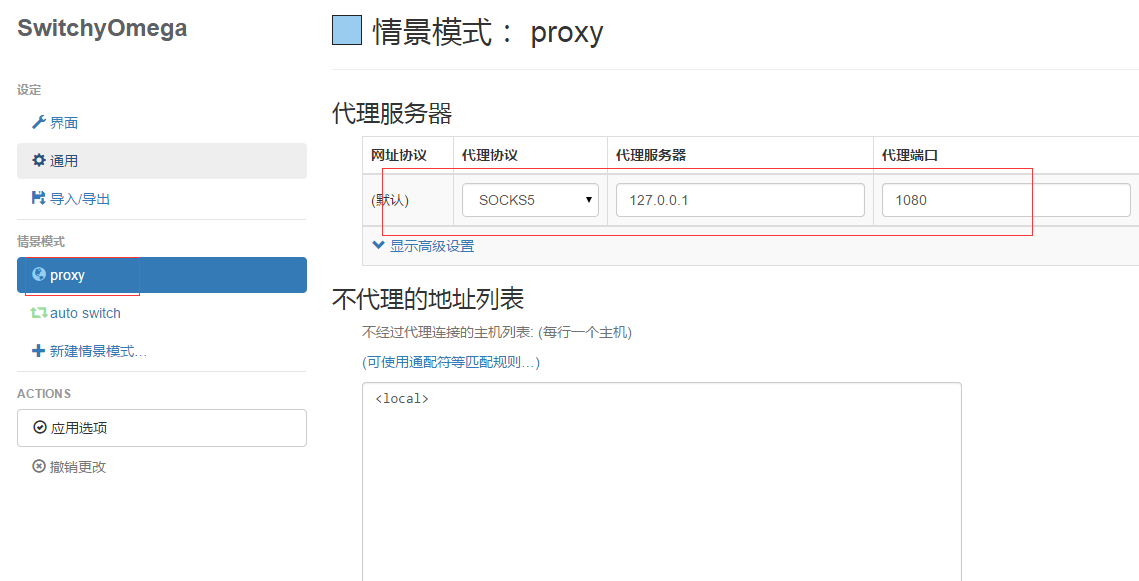 SwitchyOmega
设定
界面
通用
导入/导出
情景模式
proxy
auto switch
新建情景模式…
ACTIONS
应用选项
撤销更改
情景模式： proxy
代理服务器
网址协议 代理协议 代理服务器 代理端口
(默认) SOCKS5 127.0.0.1 1080
显示高级设置
不代理的地址列表
不经过代理连接的主机列表: (每行一个主机)
(可使用通配符等匹配规则…)
<local>